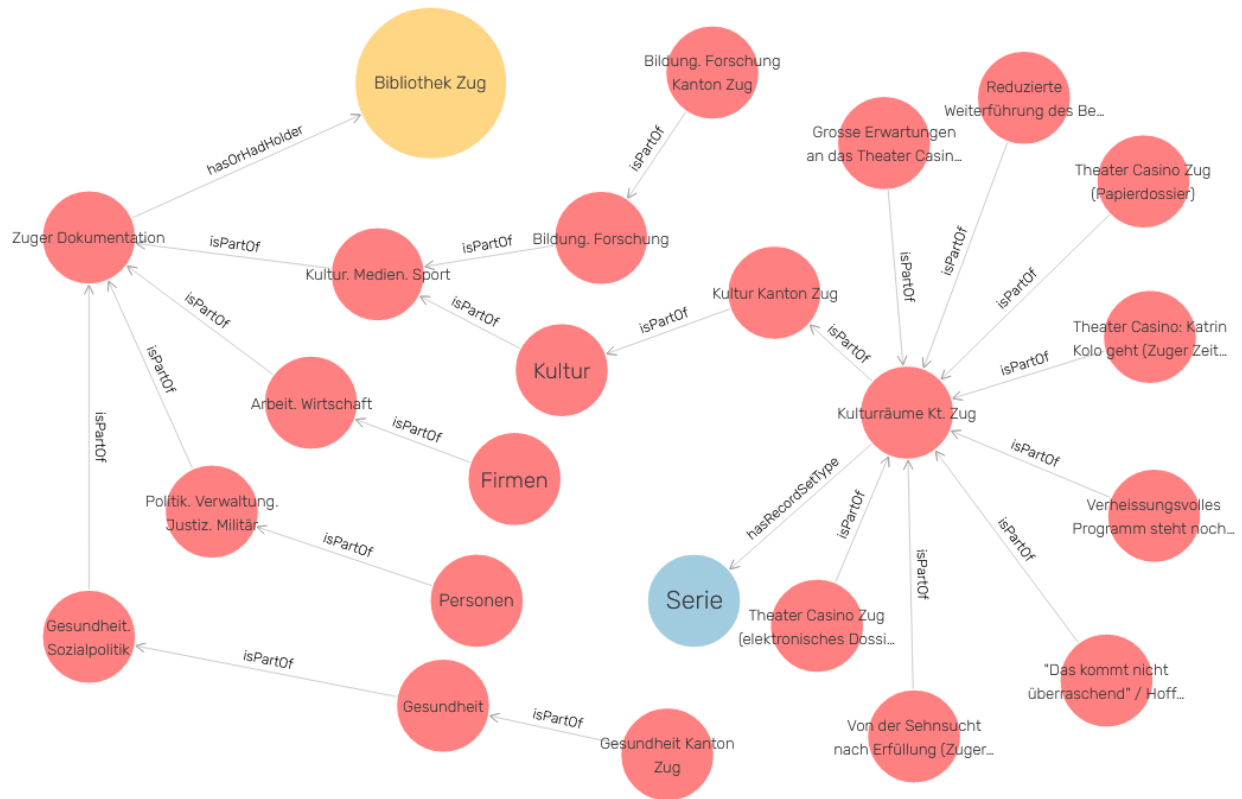 Bibliothek Zug
Bildung. Forschung
Kanton Zug
Reduzierte
Weiterführung des Be…
Grosse Erwartungen
an das Theater Casin…
Theater Casino Zug
(Papierdossier)
hasOrHadHolder
isPartOf
Zuger Dokumentation
isPartOf
Kultur. Medien. Sport
isPartOf
Bildung. Forschung
isPartOf
isPartOf
isPartOf
Kultur Kanton Zug
isPartOf
isPartOf
isPartOf
Kultur
isPartOf
Theater Casino: Katrin
Kolo geht (Zuger Zeit…
isPartOf
isPartOf
Arbeit. Wirtschaft
isPartOf
Kulturräume Kt. Zug
isPartOf
isPartOf
Firmen
isPartOf
Politik. Verwaltung.
Justiz. Militär
hasRecordSetType
isPartOf
isPartOf
isPartOf
Verheissungsvolles
Programm steht noch…
isPartOf
Personen
Serie
Theater Casino Zug
(elektronisches Dossi…
Gesundheit.
Sozialpolitik
isPartOf
Gesundheit
isPartOf
Gesundheit Kanton
Zug
Von der Sehnsucht
nach Erfüllung (Zuger…
"Das kommt nicht
überraschend" / Hoff…